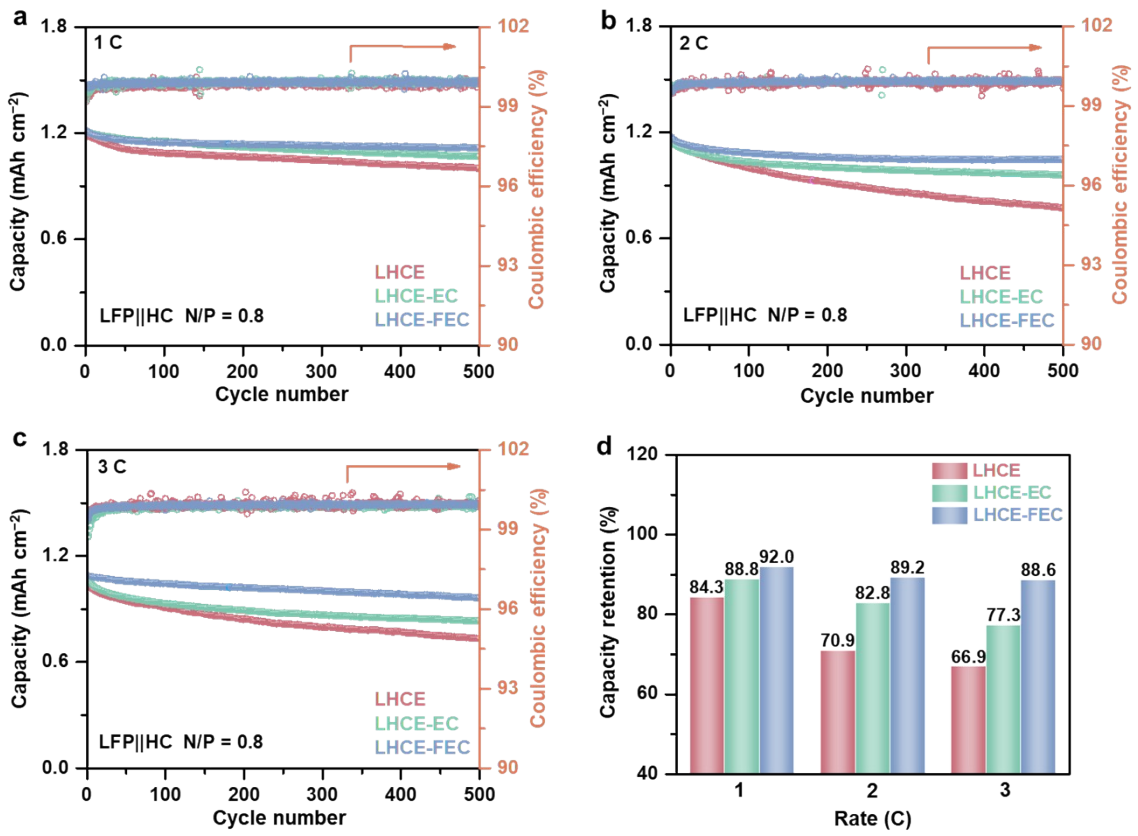 a
1 C
LHCE
LHCE-EC
LHCE-FEC
LFP||HC N/P = 0.8
Capacity (mAh cm⁻²)
1.8
1.2
0.6
0.0
Coulombic efficiency (%)
102
99
96
93
90
0 100 200 300 400 500
Cycle number
b
2 C
LHCE
LHCE-EC
LHCE-FEC
LFP||HC N/P = 0.8
Capacity (mAh cm⁻²)
1.8
1.2
0.6
0.0
Coulombic efficiency (%)
102
99
96
93
90
0 100 200 300 400 500
Cycle number
c
3 C
LHCE
LHCE-EC
LHCE-FEC
LFP||HC N/P = 0.8
Capacity (mAh cm⁻²)
1.8
1.2
0.6
0.0
Coulombic efficiency (%)
102
99
96
93
90
0 100 200 300 400 500
Cycle number
d
LHCE
LHCE-EC
LHCE-FEC
Capacity retention (%)
120
100
80
60
40
84.3 88.8 92.0
70.9 82.8 89.2
66.9 77.3 88.6
1 2 3
Rate (C)